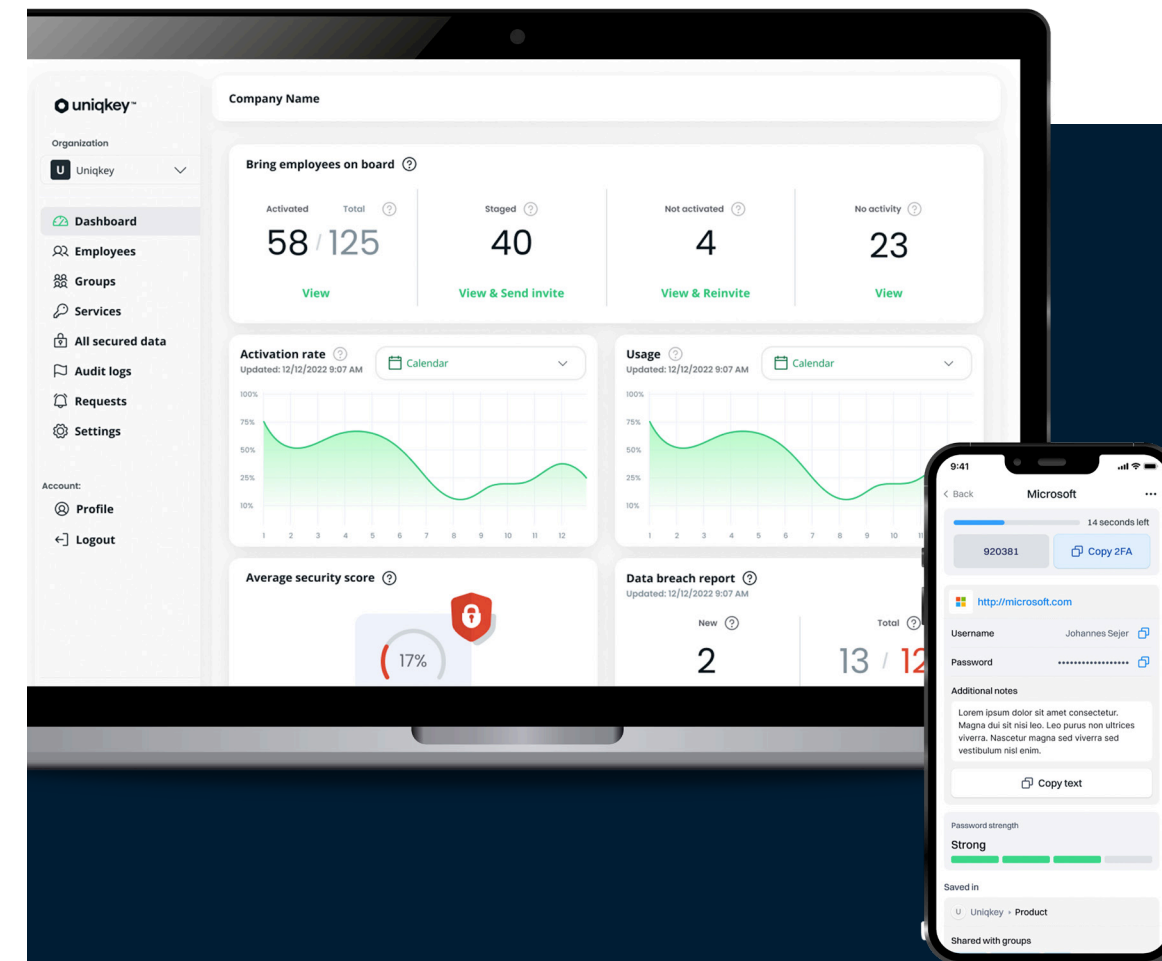 uniqkey™
Organization
U Uniqkey
Dashboard
Employees
Groups
Services
All secured data
Audit logs
Requests
Settings
Account:
Profile
Logout
Company Name
Bring employees on board ?
Activated Total ?
58 / 125
View
Staged ?
40
View & Send invite
Not activated ?
4
View & Reinvite
No activity ?
23
View
Activation rate ?
Updated: 12/12/2022 9:07 AM
Calendar
100%
75%
50%
25%
10%
1 2 3 4 5 6 7 8 9 10 11 12
Usage ?
Updated: 12/12/2022 9:07 AM
Calendar
100%
75%
50%
25%
10%
1 2 3 4 5 6 7 8 9 10 11
Average security score ?
17%
Data breach report ?
Updated: 12/12/2022 9:07 AM
New ?
2
Total ?
13 / 12
9:41
Back
Microsoft
14 seconds left
920381
Copy 2FA
http://microsoft.com
Username Johannes Sejer
Password ••••••••••••••••••
Additional notes
Lorem ipsum dolor sit amet consectetur.
Magna dui sit nisi leo. Leo purus non ultrices
viverra. Nascetur magna sed viverra sed
vestibulum nisl enim.
Copy text
Password strength
Strong
Saved in
U Uniqkey › Product
Shared with groups